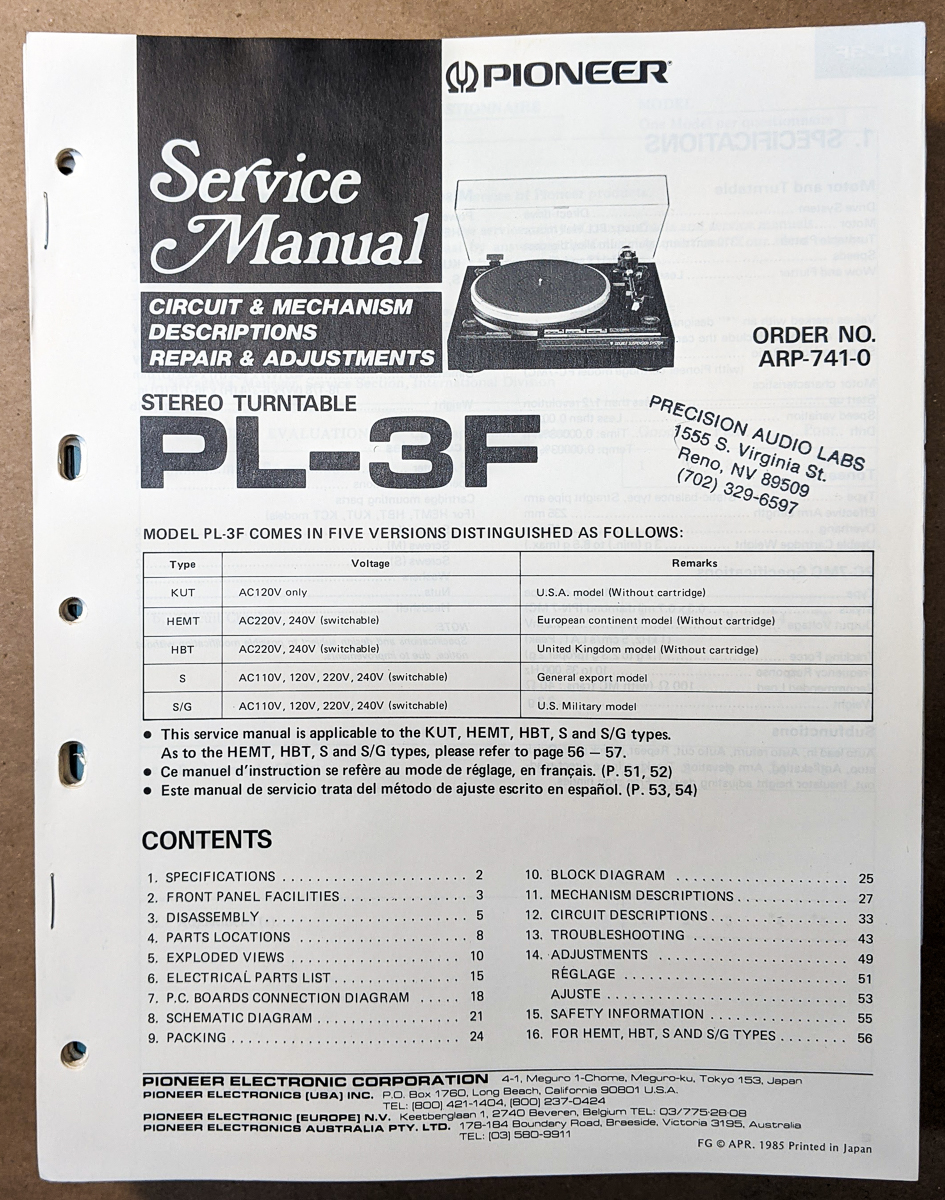 PIONEER®
Service
Manual
CIRCUIT & MECHANISM
DESCRIPTIONS
REPAIR & ADJUSTMENTS
ORDER NO.
ARP-741-0
STEREO TURNTABLE
PL-3F
PRECISION AUDIO LABS
1555 S. Virginia St.
Reno, NV 89509
(702) 329-6597
MODEL PL-3F COMES IN FIVE VERSIONS DISTINGUISHED AS FOLLOWS:
Type Voltage Remarks
KUT AC120V only U.S.A. model (Without cartridge)
HEMT AC220V, 240V (switchable) European continent model (Without cartridge)
HBT AC220V, 240V (switchable) United Kingdom model (Without cartridge)
S AC110V, 120V, 220V, 240V (switchable) General export model
S/G AC110V, 120V, 220V, 240V (switchable) U.S. Military model
● This service manual is applicable to the KUT, HEMT, HBT, S and S/G types.
As to the HEMT, HBT, S and S/G types, please refer to page 56 – 57.
● Ce manuel d'instruction se refère au mode de réglage, en français. (P. 51, 52)
● Este manual de servicio trata del método de ajuste escrito en español. (P. 53, 54)
CONTENTS
1. SPECIFICATIONS . . . . . . . . . . . . . . . . . . . . 2
2. FRONT PANEL FACILITIES . . . . . . . . . . . . . 3
3. DISASSEMBLY . . . . . . . . . . . . . . . . . . . . . . 5
4. PARTS LOCATIONS . . . . . . . . . . . . . . . . . . 8
5. EXPLODED VIEWS . . . . . . . . . . . . . . . . . . . 10
6. ELECTRICAL PARTS LIST . . . . . . . . . . . . . . 15
7. P.C. BOARDS CONNECTION DIAGRAM . . . . . 18
8. SCHEMATIC DIAGRAM . . . . . . . . . . . . . . . . 21
9. PACKING . . . . . . . . . . . . . . . . . . . . . . . . . 24
10. BLOCK DIAGRAM . . . . . . . . . . . . . . . . . . . 25
11. MECHANISM DESCRIPTIONS . . . . . . . . . . . . 27
12. CIRCUIT DESCRIPTIONS . . . . . . . . . . . . . . . 33
13. TROUBLESHOOTING . . . . . . . . . . . . . . . . . 43
14. ADJUSTMENTS . . . . . . . . . . . . . . . . . . . . . 49
RÉGLAGE . . . . . . . . . . . . . . . . . . . . . . . . 51
AJUSTE . . . . . . . . . . . . . . . . . . . . . . . . . . 53
15. SAFETY INFORMATION . . . . . . . . . . . . . . . 55
16. FOR HEMT, HBT, S AND S/G TYPES . . . . . . . . 56
PIONEER ELECTRONIC CORPORATION 4-1, Meguro 1-Chome, Meguro-ku, Tokyo 153, Japan
PIONEER ELECTRONICS [USA] INC. P.O. Box 1760, Long Beach, California 90801 U.S.A.
TEL: [800] 421-1404, [800] 237-0424
PIONEER ELECTRONIC [EUROPE] N.V. Keetberglaan 1, 2740 Beveren, Belgium TEL: 03/775·28·08
PIONEER ELECTRONICS AUSTRALIA PTY. LTD. 178-184 Boundary Road, Braeside, Victoria 3195, Australia
TEL: [03] 580-9911
FG © APR. 1985 Printed in Japan